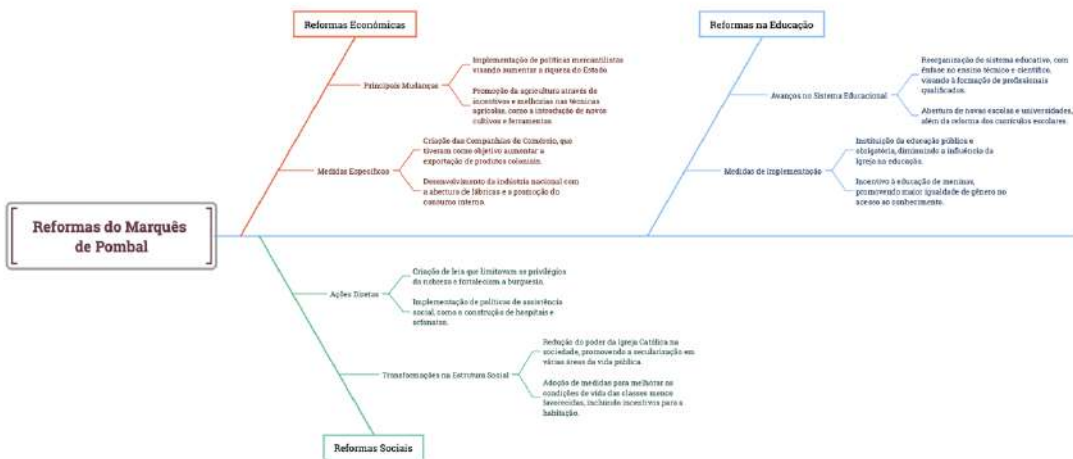 Reformas Económicas
Principais Mudanças
Implementação de políticas mercantilistas
visando aumentar a riqueza do Estado
Promoção da agricultura através de
incentivos e melhorias nas técnicas
agrícolas, como a introdução de novos
cultivos e ferramentas
Medidas Específicas
Criação das Companhias de Comércio, que
tiveram como objetivo aumentar a
exportação de produtos coloniais.
Desenvolvimento da indústria nacional com
a abertura de fábricas e a promoção do
consumo interno.
Reformas na Educação
Avanços no Sistema Educacional
Reorganização do sistema educativo, com
ênfase no ensino técnico e científico,
visando à formação de profissionais
qualificados.
Abertura de novas escolas e universidades,
além da reforma dos currículos escolares.
Medidas de implementação
Instituição da educação pública e
obrigatória, diminuindo a influência da
Igreja na educação.
Incentivo à educação de meninas,
promovendo maior igualdade de gênero no
acesso ao conhecimento.
Reformas do Marquês
de Pombal
Ações Diretas
Criação de leis que limitavam os privilégios
da nobreza e fortaleciam a burguesia.
Implementação de políticas de assistência
social, como a construção de hospitais e
orfanatos.
Transformações na Estrutura Social
Redução do poder da Igreja Católica na
sociedade, promovendo a secularização em
várias áreas da vida pública.
Adoção de medidas para melhorar as
condições de vida das classes menos
favorecidas, incluindo incentivos para a
habitação.
Reformas Sociais